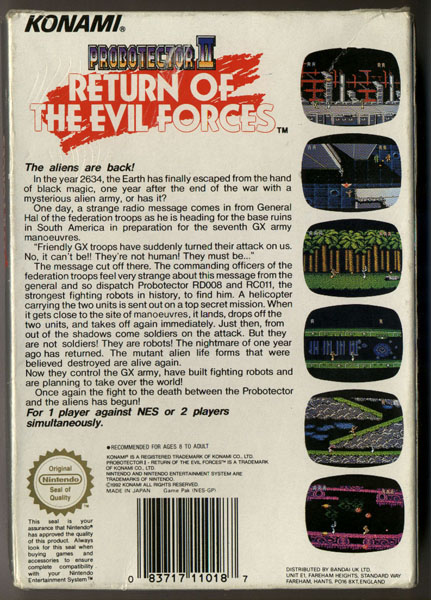 KONAMI®
PROBOTECTOR II
RETURN OF
THE EVIL FORCES™
The aliens are back!
In the year 2634, the Earth has finally escaped from the hand
of black magic, one year after the end of the war with a
mysterious alien army, or has it?
One day, a strange radio message comes in from General
Hal of the federation troops as he is heading for the base ruins
in South America in preparation for the seventh GX army
manoeuvres.
"Friendly GX troops have suddenly turned their attack on us.
No, it can't be!! They're not human! They must be..."
The message cut off there. The commanding officers of the
federation troops feel very strange about this message from the
general and so dispatch Probotector RD008 and RC011, the
strongest fighting robots in history, to find him. A helicopter
carrying the two units is sent out on a top secret mission. When
it gets close to the site of manoeuvres, it lands, drops off the
two units, and takes off again immediately. Just then, from
out of the shadows come soldiers on the attack. But they
are not soldiers! They are robots! The nightmare of one year
ago has returned. The mutant alien life forms that were
believed destroyed are alive again.
Now they control the GX army, have built fighting robots and
are planning to take over the world!
Once again the fight to the death between the Probotector
and the aliens has begun!
For 1 player against NES or 2 players
simultaneously.
●RECOMMENDED FOR AGES 6 TO ADULT
KONAMI® IS A REGISTERED TRADEMARK OF KONAMI CO., LTD.
PROBOTECTOR II - RETURN OF THE EVIL FORCES™ IS A TRADEMARK
OF KONAMI CO., LTD.
NINTENDO AND NINTENDO ENTERTAINMENT SYSTEM ARE
TRADEMARKS OF NINTENDO.
©1992 KONAMI ALL RIGHTS RESERVED.
MADE IN JAPAN Game Pak (NES-GP)
Original
Nintendo
Seal of
Quality
This seal is your
assurance that Nintendo®
has approved the quality
of this product. Always
look for this seal when
buying games and
accessories to ensure
complete compatibility
with your Nintendo
Entertainment System™
0 83717 11018 7
DISTRIBUTED BY BANDAI UK LTD.
UNIT E1, FAREHAM HEIGHTS, STANDARD WAY
FAREHAM, HANTS. PO16 8XT, ENGLAND